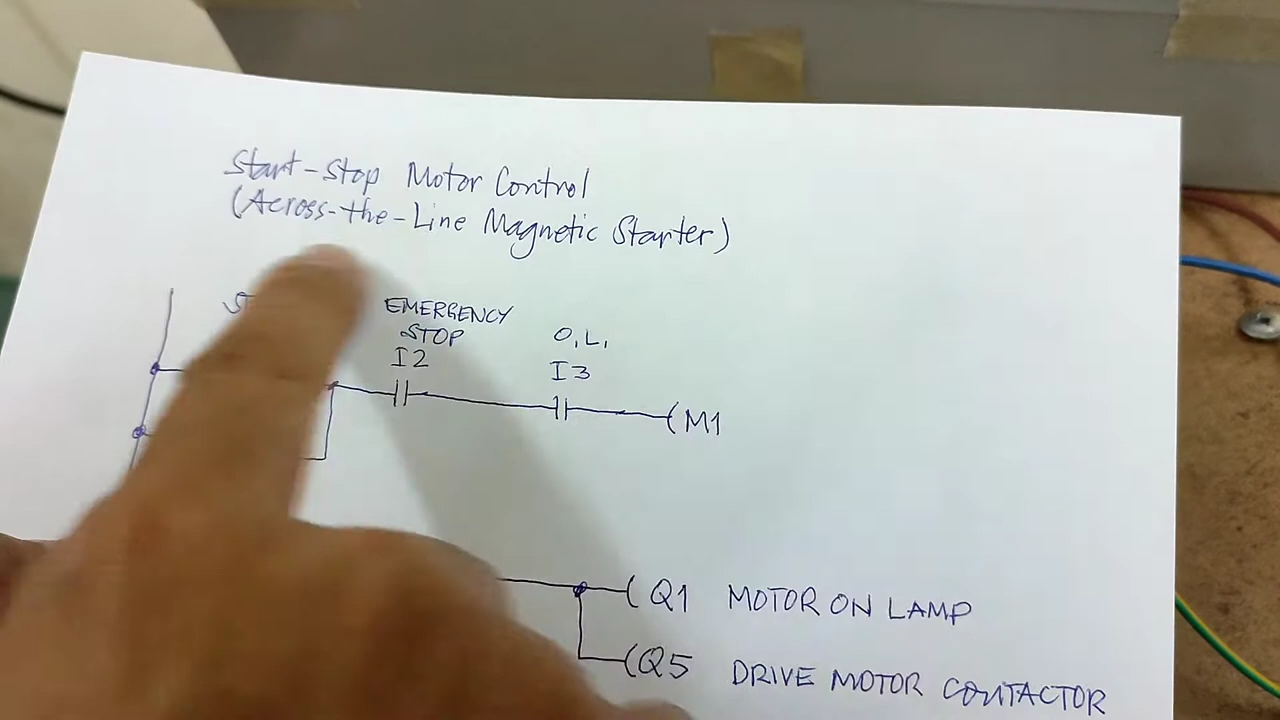 Start-Stop Motor Control
(Across-the-Line Magnetic Starter)
EMERGENCY
STOP
I2
O.L.
I3
(M1
(Q1 MOTOR ON LAMP
(Q5 DRIVE MOTOR CONTACTOR